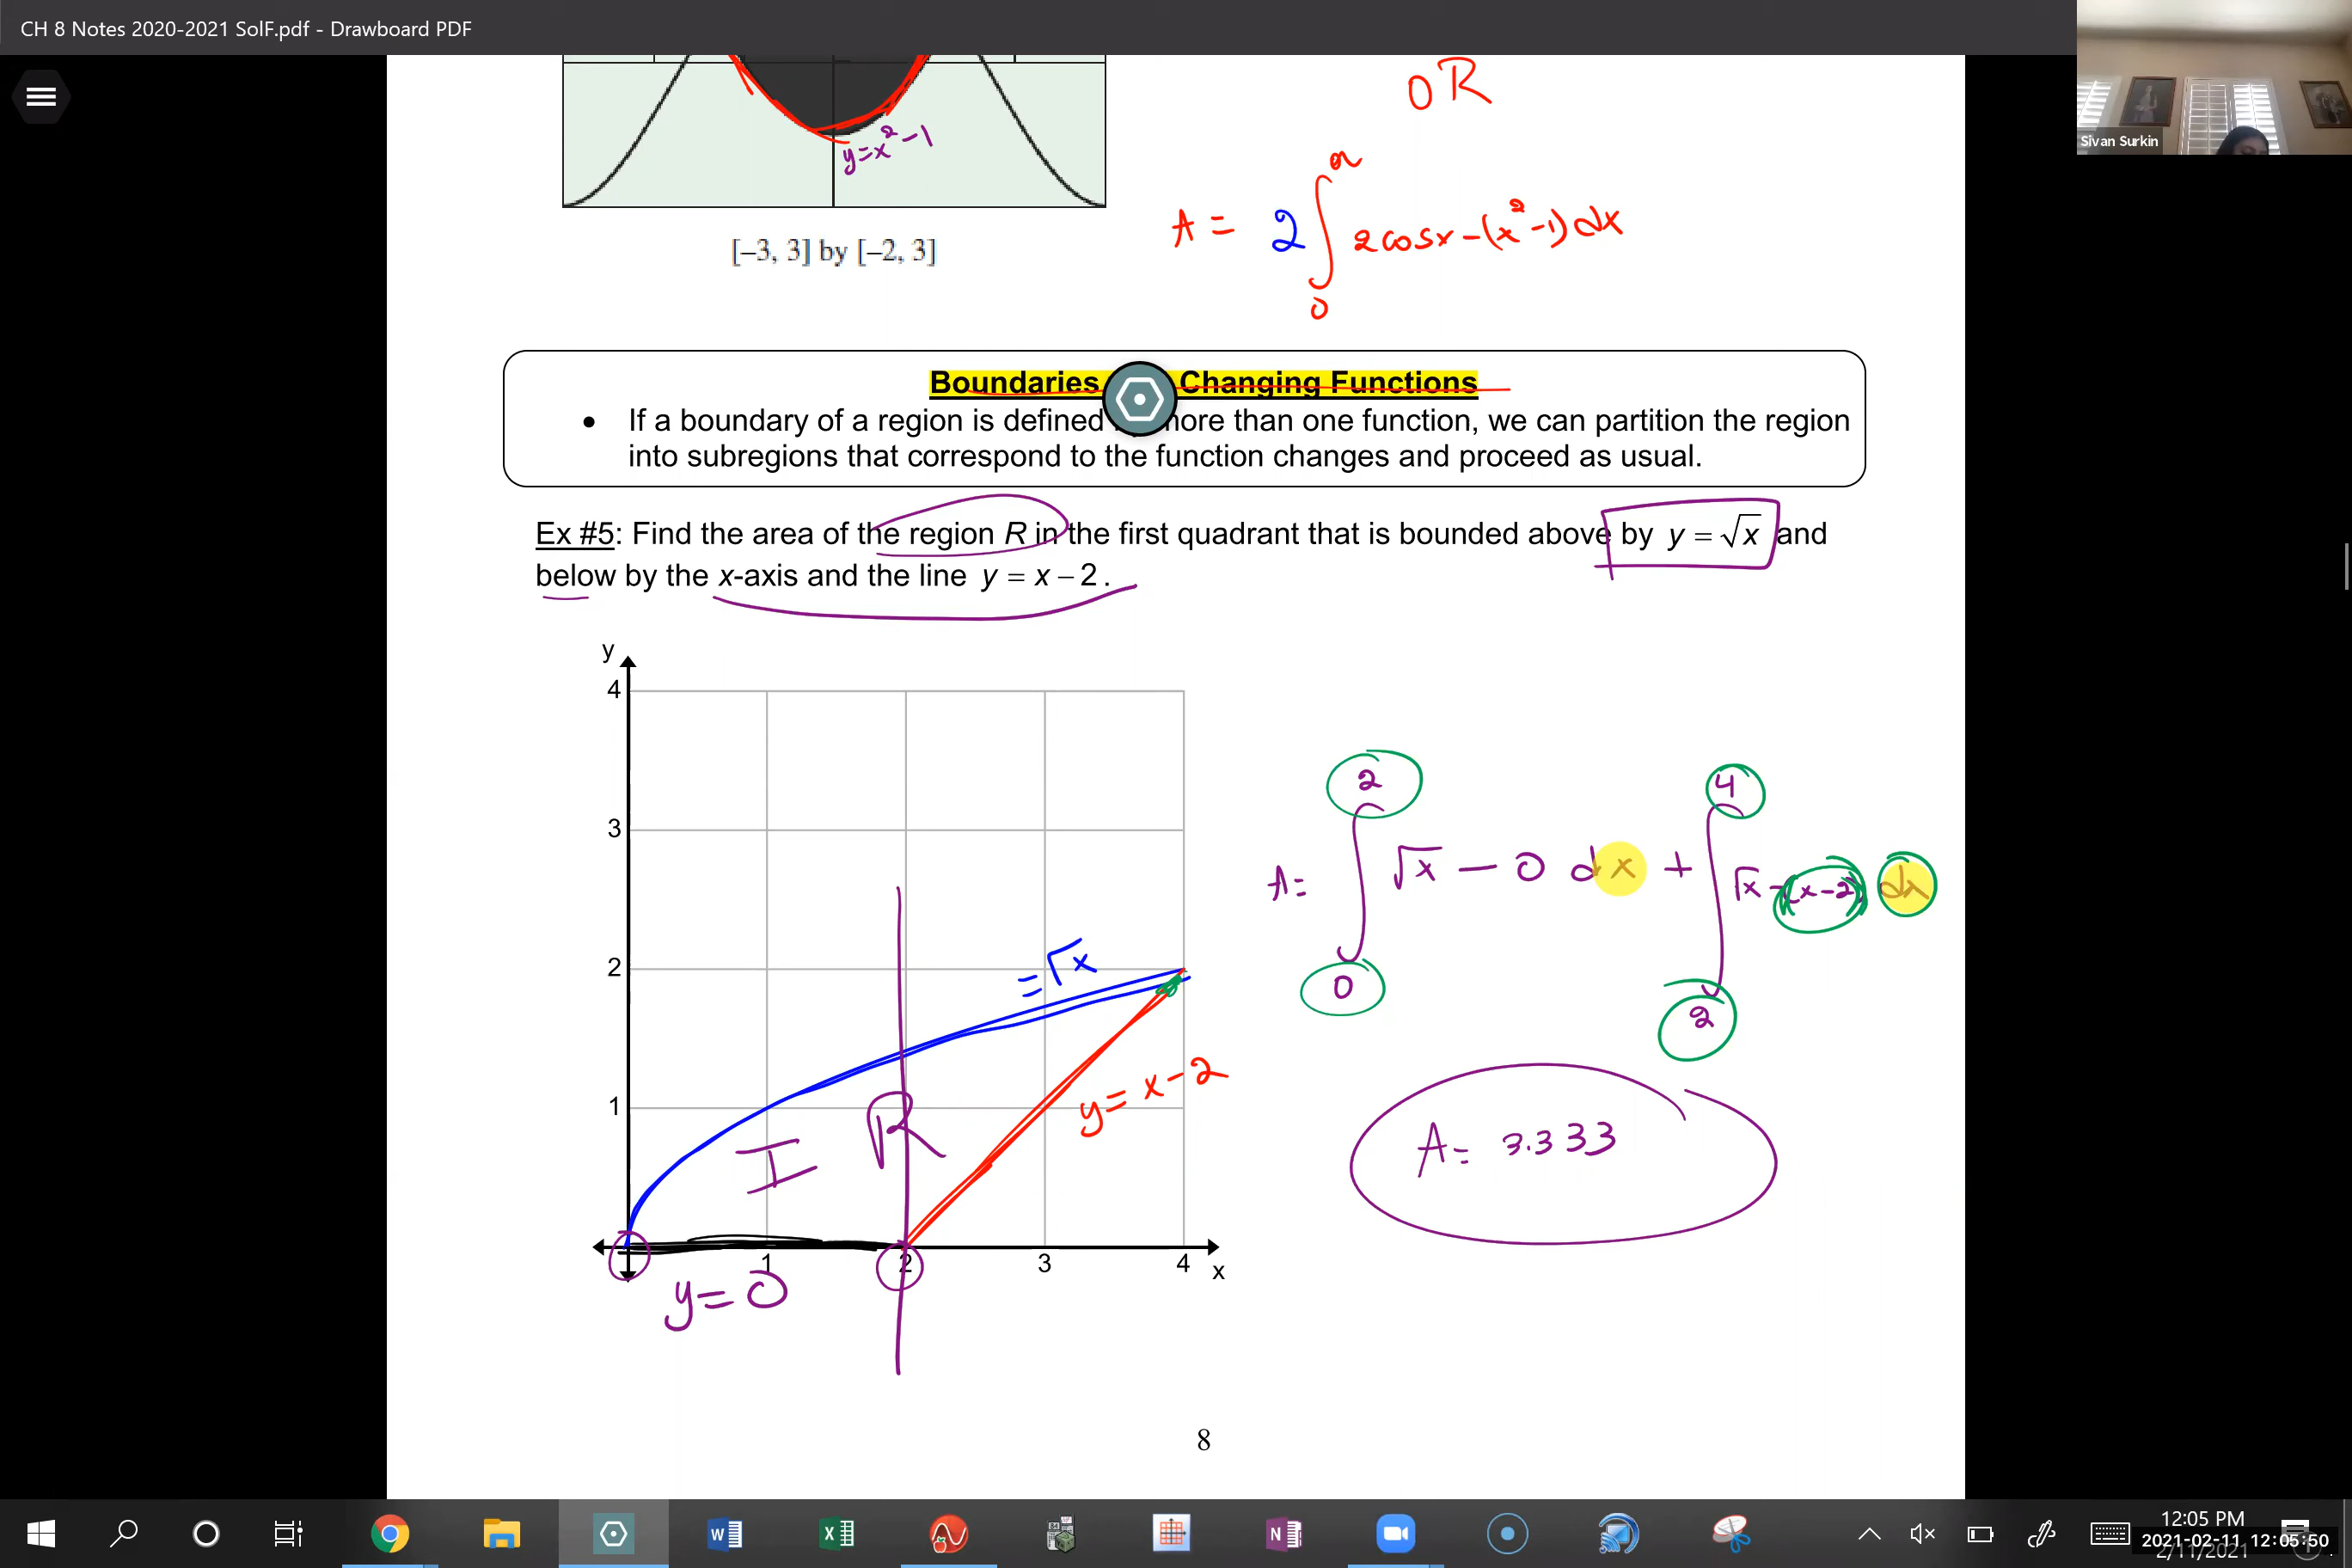 CH 8 Notes 2020-2021 SolF.pdf - Drawboard PDF
Sivan Surkin
y=x²-1
[–3, 3] by [–2, 3]
OR
A = 2 ∫₀ᵃ 2cosx-(x²-1)dx
Boundaries Changing Functions
• If a boundary of a region is defined more than one function, we can partition the region
into subregions that correspond to the function changes and proceed as usual.
Ex #5: Find the area of the region R in the first quadrant that is bounded above by y = √x and
below by the x-axis and the line y = x – 2.
y
4
3
2
1
1 2 3 4 x
= √x
y= x-2
I R
y=0
A= ∫₀² √x - 0 dx + ∫₂⁴ √x -(x-2) dx
A= 3.333
8
12:05 PM
2021-02-11, 12:05:50
2/11/2021